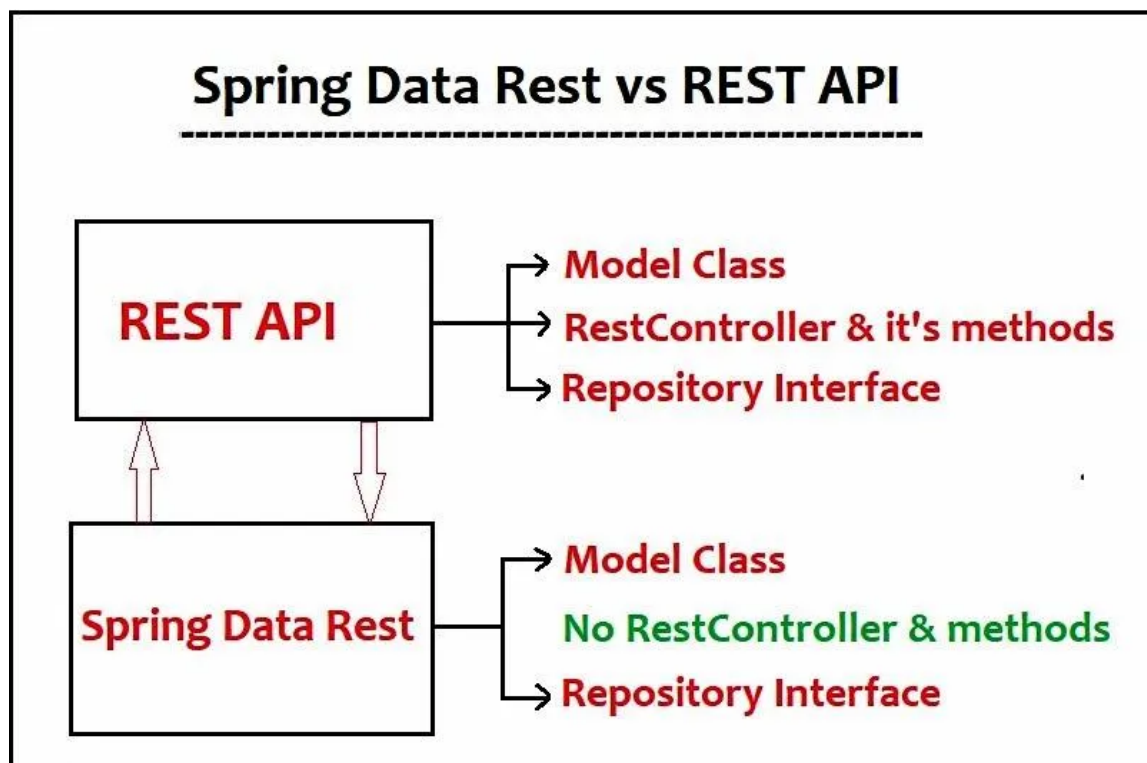 Spring Data Rest vs REST API
REST API
Model Class
RestController & it's methods
Repository Interface
Spring Data Rest
Model Class
No RestController & methods
Repository Interface